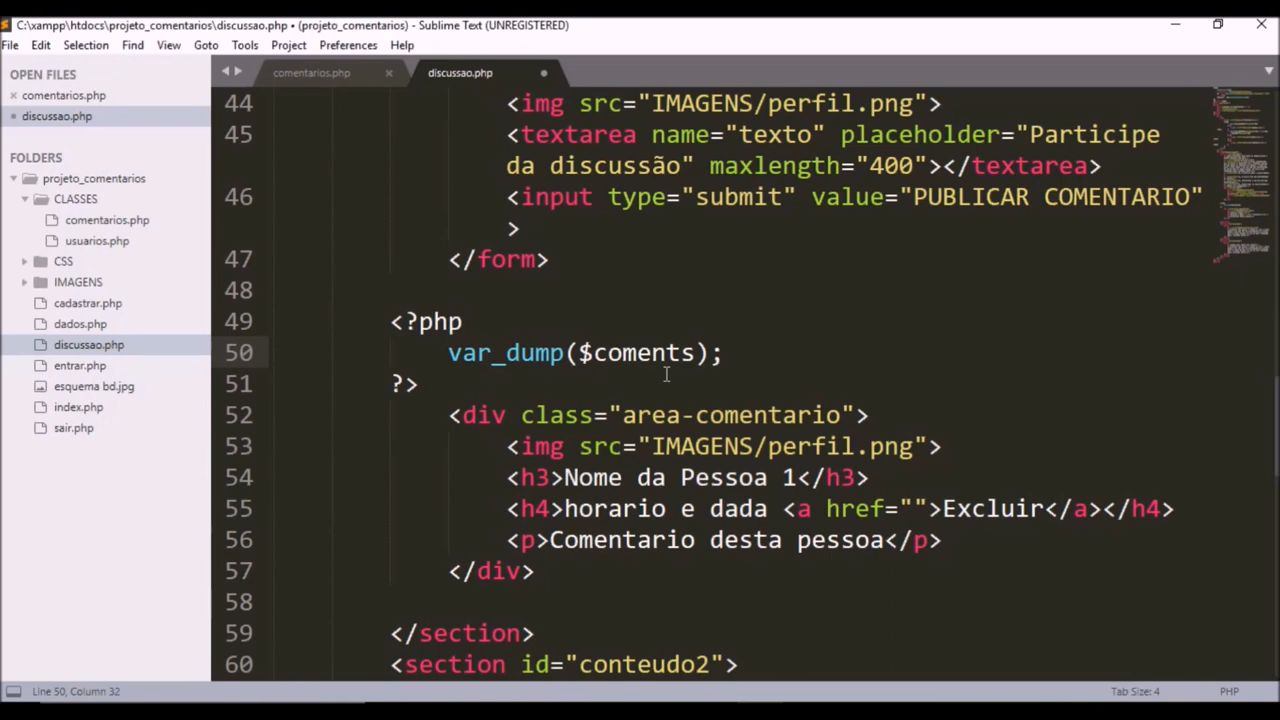 C:\xampp\htdocs\projeto_comentarios\discussao.php • (projeto_comentarios) - Sublime Text (UNREGISTERED)
File Edit Selection Find View Goto Tools Project Preferences Help
OPEN FILES
comentarios.php
discussao.php
FOLDERS
projeto_comentarios
CLASSES
comentarios.php
usuarios.php
CSS
IMAGENS
cadastrar.php
dados.php
discussao.php
entrar.php
esquema bd.jpg
index.php
sair.php
comentarios.php discussao.php
44 <img src="IMAGENS/perfil.png">
45 <textarea name="texto" placeholder="Participe
da discussão" maxlength="400"></textarea>
46 <input type="submit" value="PUBLICAR COMENTARIO"
>
47 </form>
48
49 <?php
50 var_dump($coments);
51 ?>
52 <div class="area-comentario">
53 <img src="IMAGENS/perfil.png">
54 <h3>Nome da Pessoa 1</h3>
55 <h4>horario e dada <a href="">Excluir</a></h4>
56 <p>Comentario desta pessoa</p>
57 </div>
58
59 </section>
60 <section id="conteudo2">
Line 50, Column 32 Tab Size: 4 PHP